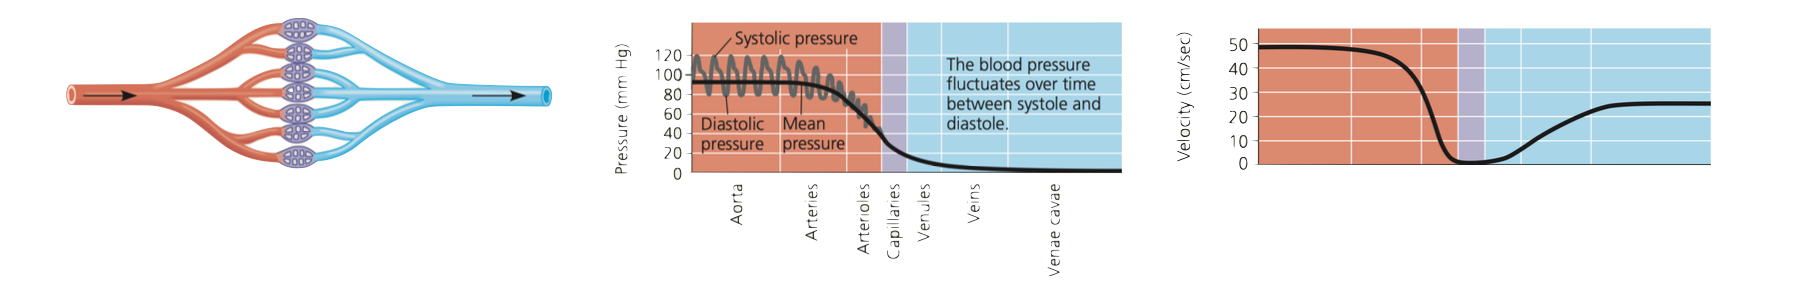 Pressure (mm Hg)
120
100
80
60
40
20
0
Systolic pressure
Diastolic
pressure
Mean
pressure
The blood pressure
fluctuates over time
between systole and
diastole.
Aorta
Arteries
Arterioles
Capillaries
Venules
Veins
Venae cavae
Velocity (cm/sec)
50
40
30
20
10
0